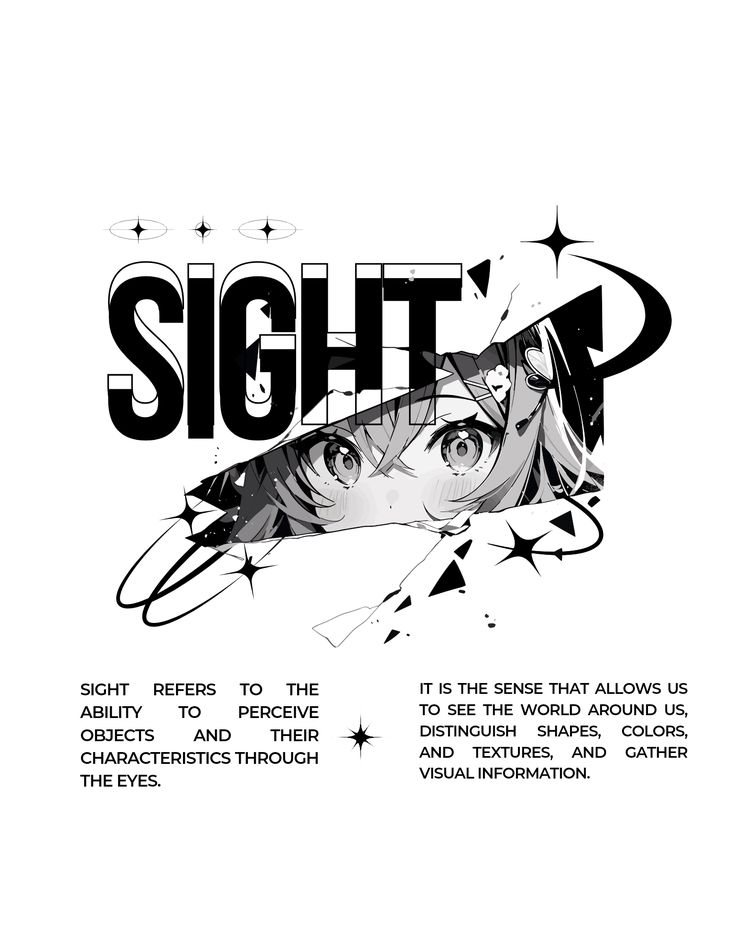 SIGHT
SIGHT REFERS TO THE
ABILITY TO PERCEIVE
OBJECTS AND THEIR
CHARACTERISTICS THROUGH
THE EYES.
IT IS THE SENSE THAT ALLOWS US
TO SEE THE WORLD AROUND US,
DISTINGUISH SHAPES, COLORS,
AND TEXTURES, AND GATHER
VISUAL INFORMATION.